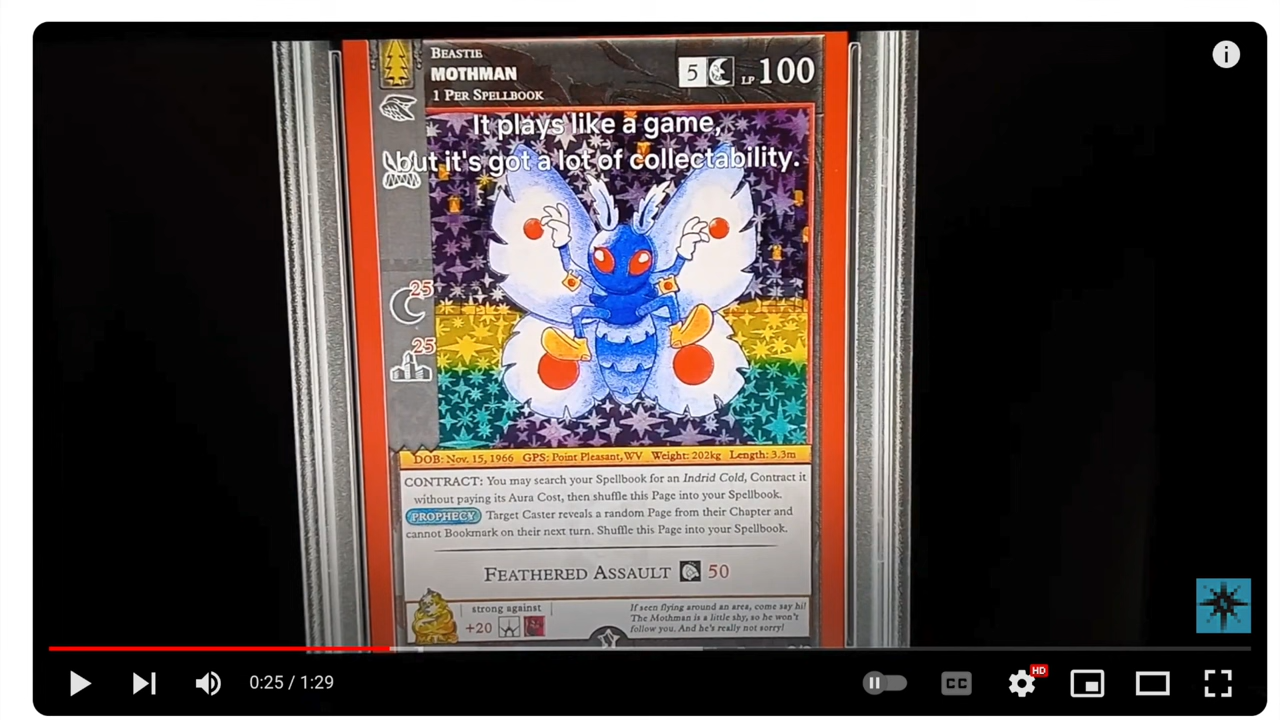 BEASTIE
MOTHMAN
1 PER SPELLBOOK
5 LP 100
It plays like a game,
but it's got a lot of collectability.
25
25
DOB: Nov. 15, 1966 GPS: Point Pleasant, WV Weight: 202kg Length: 3.3m
CONTRACT: You may search your Spellbook for an Indrid Cold, Contract it
without paying its Aura Cost, then shuffle this Page into your Spellbook.
PROPHECY Target Caster reveals a random Page from their Chapter and
cannot Bookmark on their next turn. Shuffle this Page into your Spellbook.
FEATHERED ASSAULT 50
strong against
+20
If seen flying around an area, come say hi!
The Mothman is a little shy, so he won't
follow you. And he's really not sorry!
0:25 / 1:29
CC
HD